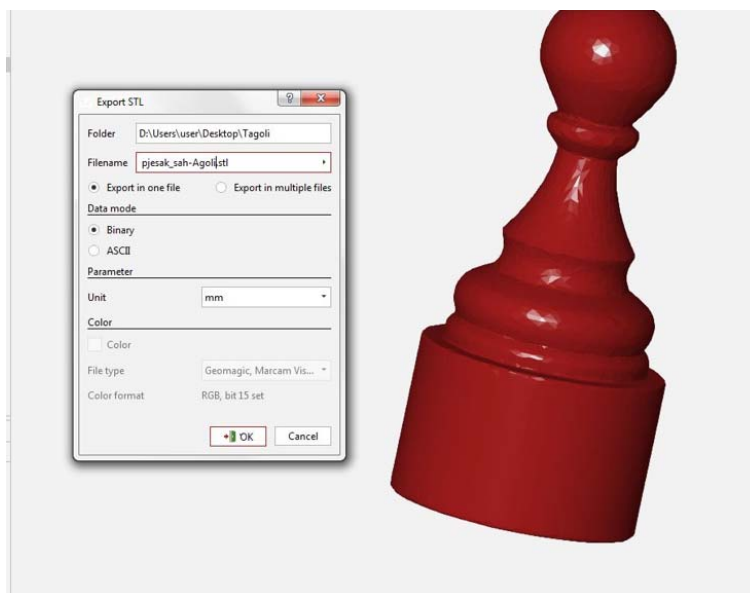 Export STL
Folder D:\Users\user\Desktop\Tagoli
Filename pjesak_sah-Agoli.stl
Export in one file Export in multiple files
Data mode
Binary
ASCII
Parameter
Unit mm
Color
Color
File type Geomagic, Marcam Vis...
Color format RGB, bit 15 set
OK Cancel